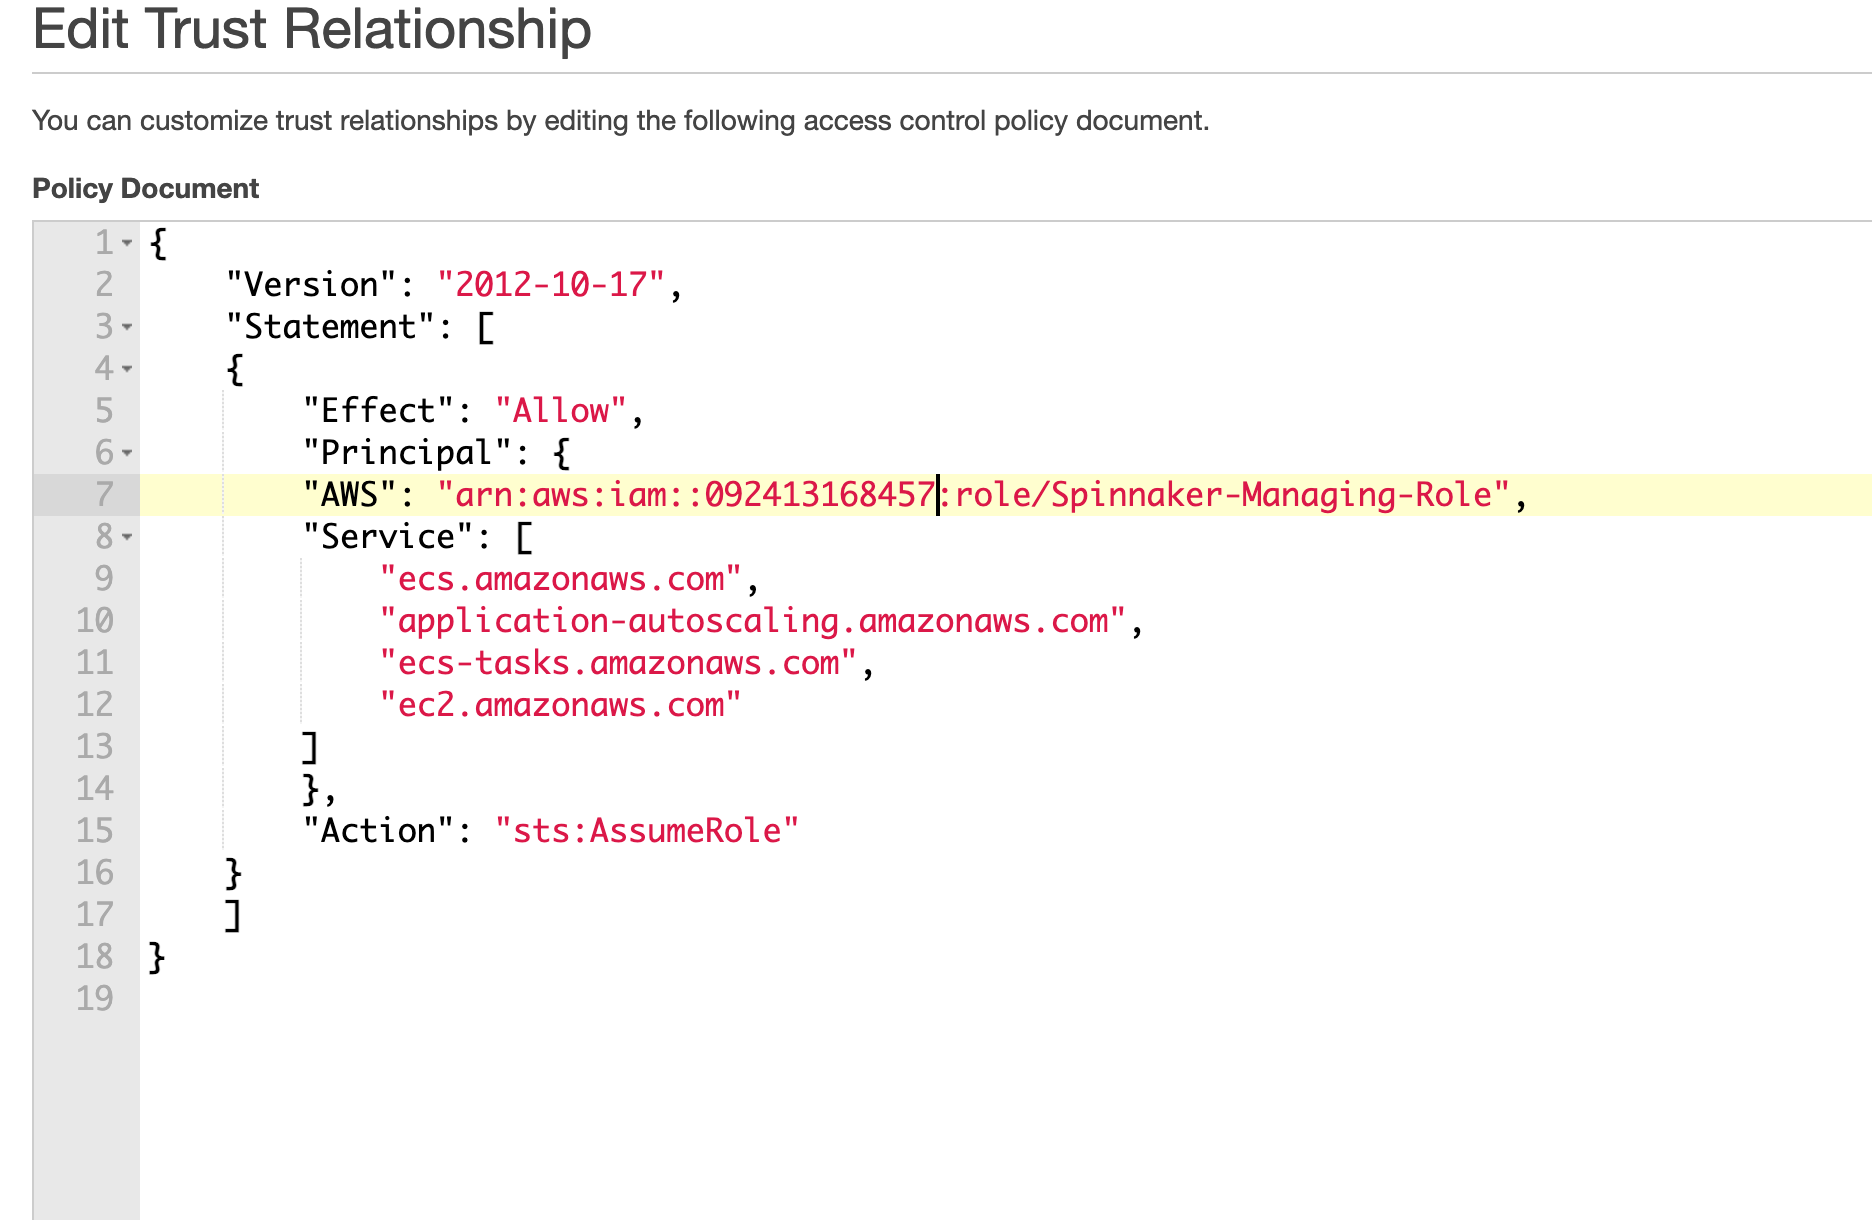 Edit Trust Relationship
You can customize trust relationships by editing the following access control policy document.
Policy Document
1 {
2 "Version": "2012-10-17",
3 "Statement": [
4 {
5 "Effect": "Allow",
6 "Principal": {
7 "AWS": "arn:aws:iam::092413168457:role/Spinnaker-Managing-Role",
8 "Service": [
9 "ecs.amazonaws.com",
10 "application-autoscaling.amazonaws.com",
11 "ecs-tasks.amazonaws.com",
12 "ec2.amazonaws.com"
13 ]
14 },
15 "Action": "sts:AssumeRole"
16 }
17 ]
18 }
19